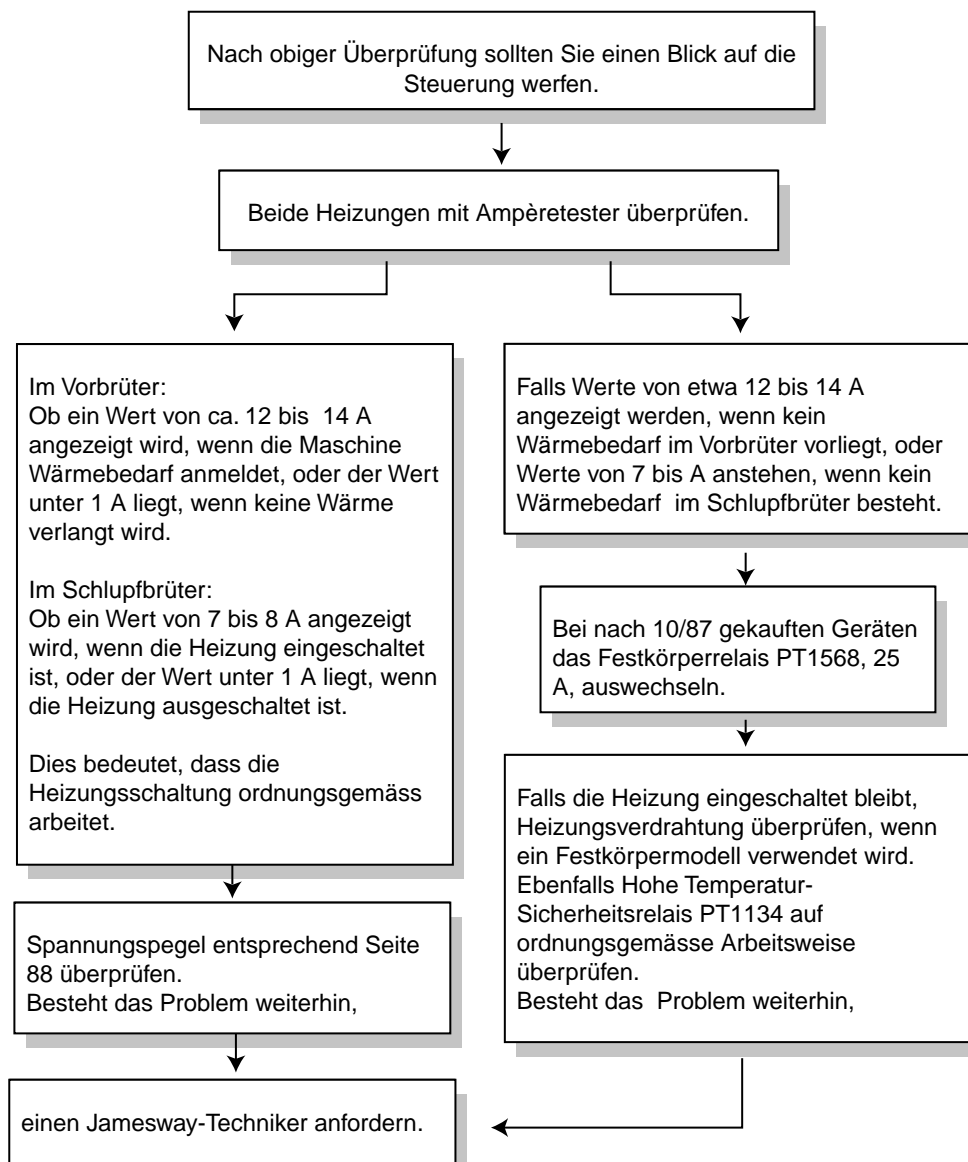 Nach obiger Überprüfung sollten Sie einen Blick auf die
Steuerung werfen.
Beide Heizungen mit Ampèretester überprüfen.
Im Vorbrüter:
Ob ein Wert von ca. 12 bis  14 A
angezeigt wird, wenn die Maschine
Wärmebedarf anmeldet, oder der Wert
unter 1 A liegt, wenn keine Wärme
verlangt wird.
Im Schlupfbrüter:
Ob ein Wert von 7 bis 8 A angezeigt
wird, wenn die Heizung eingeschaltet
ist, oder der Wert unter 1 A liegt, wenn
die Heizung ausgeschaltet ist.
Dies bedeutet, dass die
Heizungsschaltung ordnungsgemäss
arbeitet.
Spannungspegel entsprechend Seite
88 überprüfen.
Besteht das Problem weiterhin,
Falls Werte von etwa 12 bis 14 A
angezeigt werden, wenn kein
Wärmebedarf im Vorbrüter vorliegt, oder
Werte von 7 bis A anstehen, wenn kein
Wärmebedarf  im Schlupfbrüter besteht.
Bei nach 10/87 gekauften Geräten
das Festkörperrelais PT1568, 25
A, auswechseln.
Falls die Heizung eingeschaltet bleibt,
Heizungsverdrahtung überprüfen, wenn
ein Festkörpermodell verwendet wird.
Ebenfalls Hohe Temperatur-
Sicherheitsrelais PT1134 auf
ordnungsgemässe Arbeitsweise
überprüfen.
Besteht das  Problem weiterhin,
einen Jamesway-Techniker anfordern.